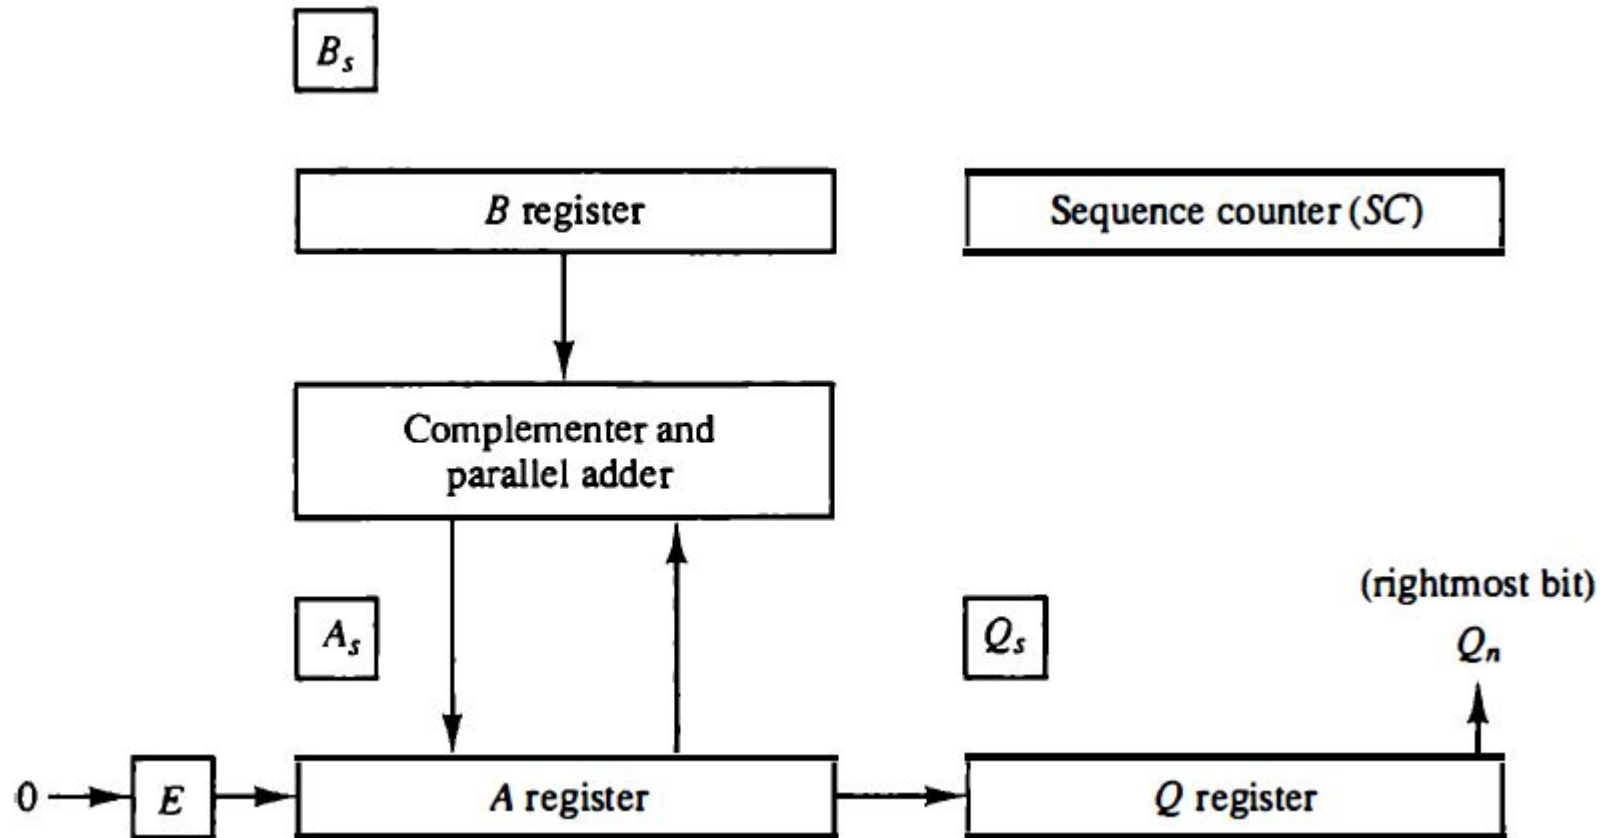 Bs
B register
Sequence counter (SC)
Complementer and
parallel adder
As
Qs
(rightmost bit)
Qn
0
E
A register
Q register